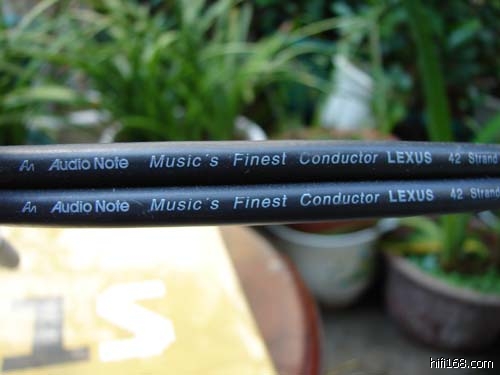 An Audio Note Music's Finest Conductor LEXUS 42 Strand
An Audio Note Music's Finest Conductor LEXUS 42 Strand
1S
hifi168.com